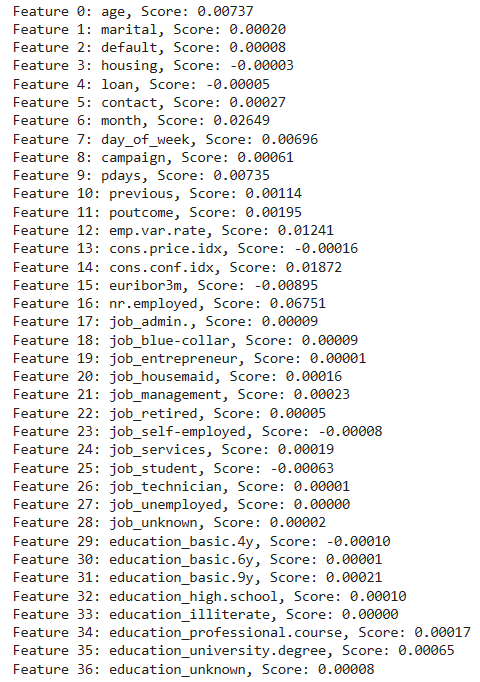 Feature 0: age, Score: 0.00737
Feature 1: marital, Score: 0.00020
Feature 2: default, Score: 0.00008
Feature 3: housing, Score: -0.00003
Feature 4: loan, Score: -0.00005
Feature 5: contact, Score: 0.00027
Feature 6: month, Score: 0.02649
Feature 7: day_of_week, Score: 0.00696
Feature 8: campaign, Score: 0.00061
Feature 9: pdays, Score: 0.00735
Feature 10: previous, Score: 0.00114
Feature 11: poutcome, Score: 0.00195
Feature 12: emp.var.rate, Score: 0.01241
Feature 13: cons.price.idx, Score: -0.00016
Feature 14: cons.conf.idx, Score: 0.01872
Feature 15: euribor3m, Score: -0.00895
Feature 16: nr.employed, Score: 0.06751
Feature 17: job_admin., Score: 0.00009
Feature 18: job_blue-collar, Score: 0.00009
Feature 19: job_entrepreneur, Score: 0.00001
Feature 20: job_housemaid, Score: 0.00016
Feature 21: job_management, Score: 0.00023
Feature 22: job_retired, Score: 0.00005
Feature 23: job_self-employed, Score: -0.00008
Feature 24: job_services, Score: 0.00019
Feature 25: job_student, Score: -0.00063
Feature 26: job_technician, Score: 0.00001
Feature 27: job_unemployed, Score: 0.00000
Feature 28: job_unknown, Score: 0.00002
Feature 29: education_basic.4y, Score: -0.00010
Feature 30: education_basic.6y, Score: 0.00001
Feature 31: education_basic.9y, Score: 0.00021
Feature 32: education_high.school, Score: 0.00010
Feature 33: education_illiterate, Score: 0.00000
Feature 34: education_professional.course, Score: 0.00017
Feature 35: education_university.degree, Score: 0.00065
Feature 36: education_unknown, Score: 0.00008